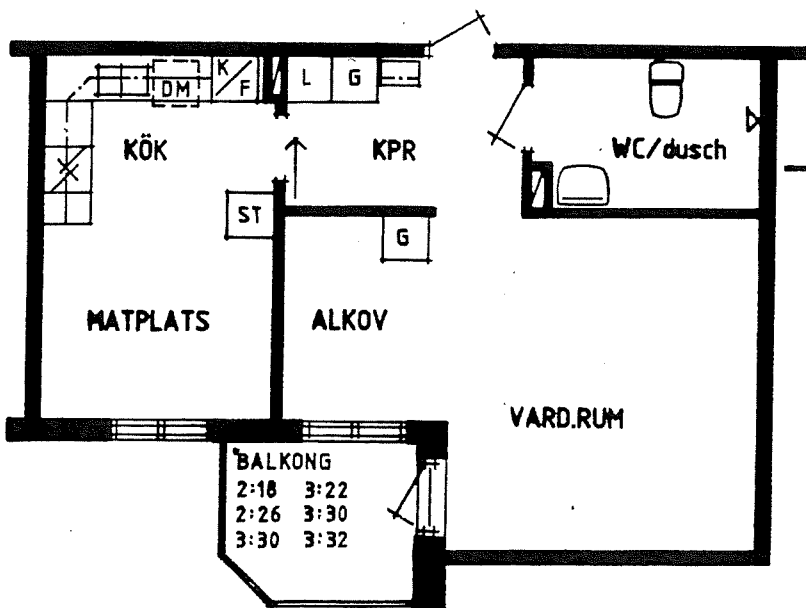 K
F
DM
L
G
KÖK
KPR
WC/dusch
ST
G
MATPLATS
ALKOV
VARD.RUM
BALKONG
2:18 3:22
2:26 3:30
3:30 3:32